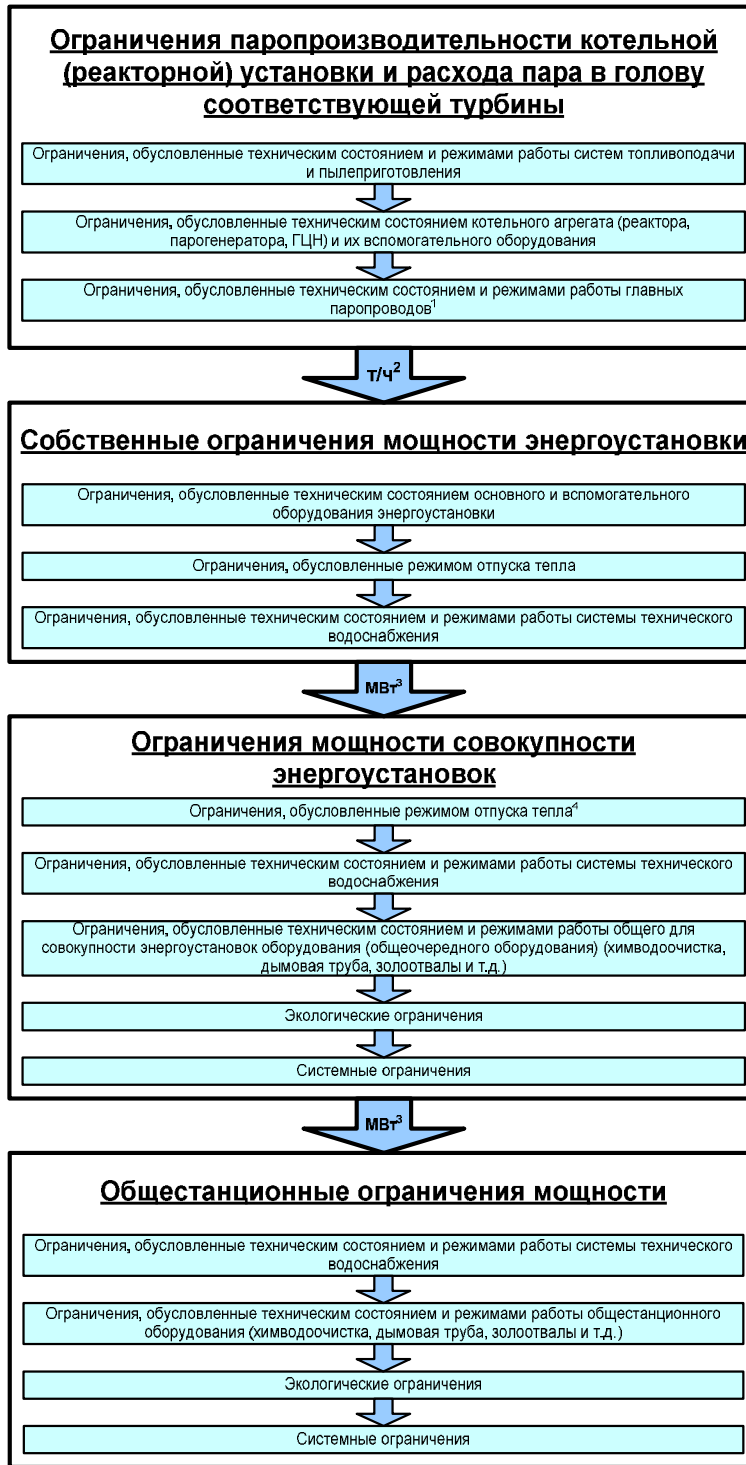 Ограничения паропроизводительности котельной
(реакторной) установки и расхода пара в голову
соответствующей турбины
Ограничения, обусловленные техническим состоянием и режимами работы систем топливоподачи
и пылеприготовления
Ограничения, обусловленные техническим состоянием котельного агрегата (реактора,
парогенератора, ГЦН) и их вспомогательного оборудования
Ограничения, обусловленные техническим состоянием и режимами работы главных
паропроводов¹
т/ч²
Собственные ограничения мощности энергоустановки
Ограничения, обусловленные техническим состоянием основного и вспомогательного
оборудования энергоустановки
Ограничения, обусловленные режимом отпуска тепла
Ограничения, обусловленные техническим состоянием и режимами работы системы технического
водоснабжения
МВт³
Ограничения мощности совокупности
энергоустановок
Ограничения, обусловленные режимом отпуска тепла⁴
Ограничения, обусловленные техническим состоянием и режимами работы системы технического
водоснабжения
Ограничения, обусловленные техническим состоянием и режимами работы общего для
совокупности энергоустановок оборудования (общеочередного оборудования) (химводоочистка,
дымовая труба, золоотвалы и т.д.)
Экологические ограничения
Системные ограничения
МВт³
Общестанционные ограничения мощности
Ограничения, обусловленные техническим состоянием и режимами работы системы технического
водоснабжения
Ограничения, обусловленные техническим состоянием и режимами работы общестанционного
оборудования (химводоочистка, дымовая труба, золоотвалы и т.д.)
Экологические ограничения
Системные ограничения